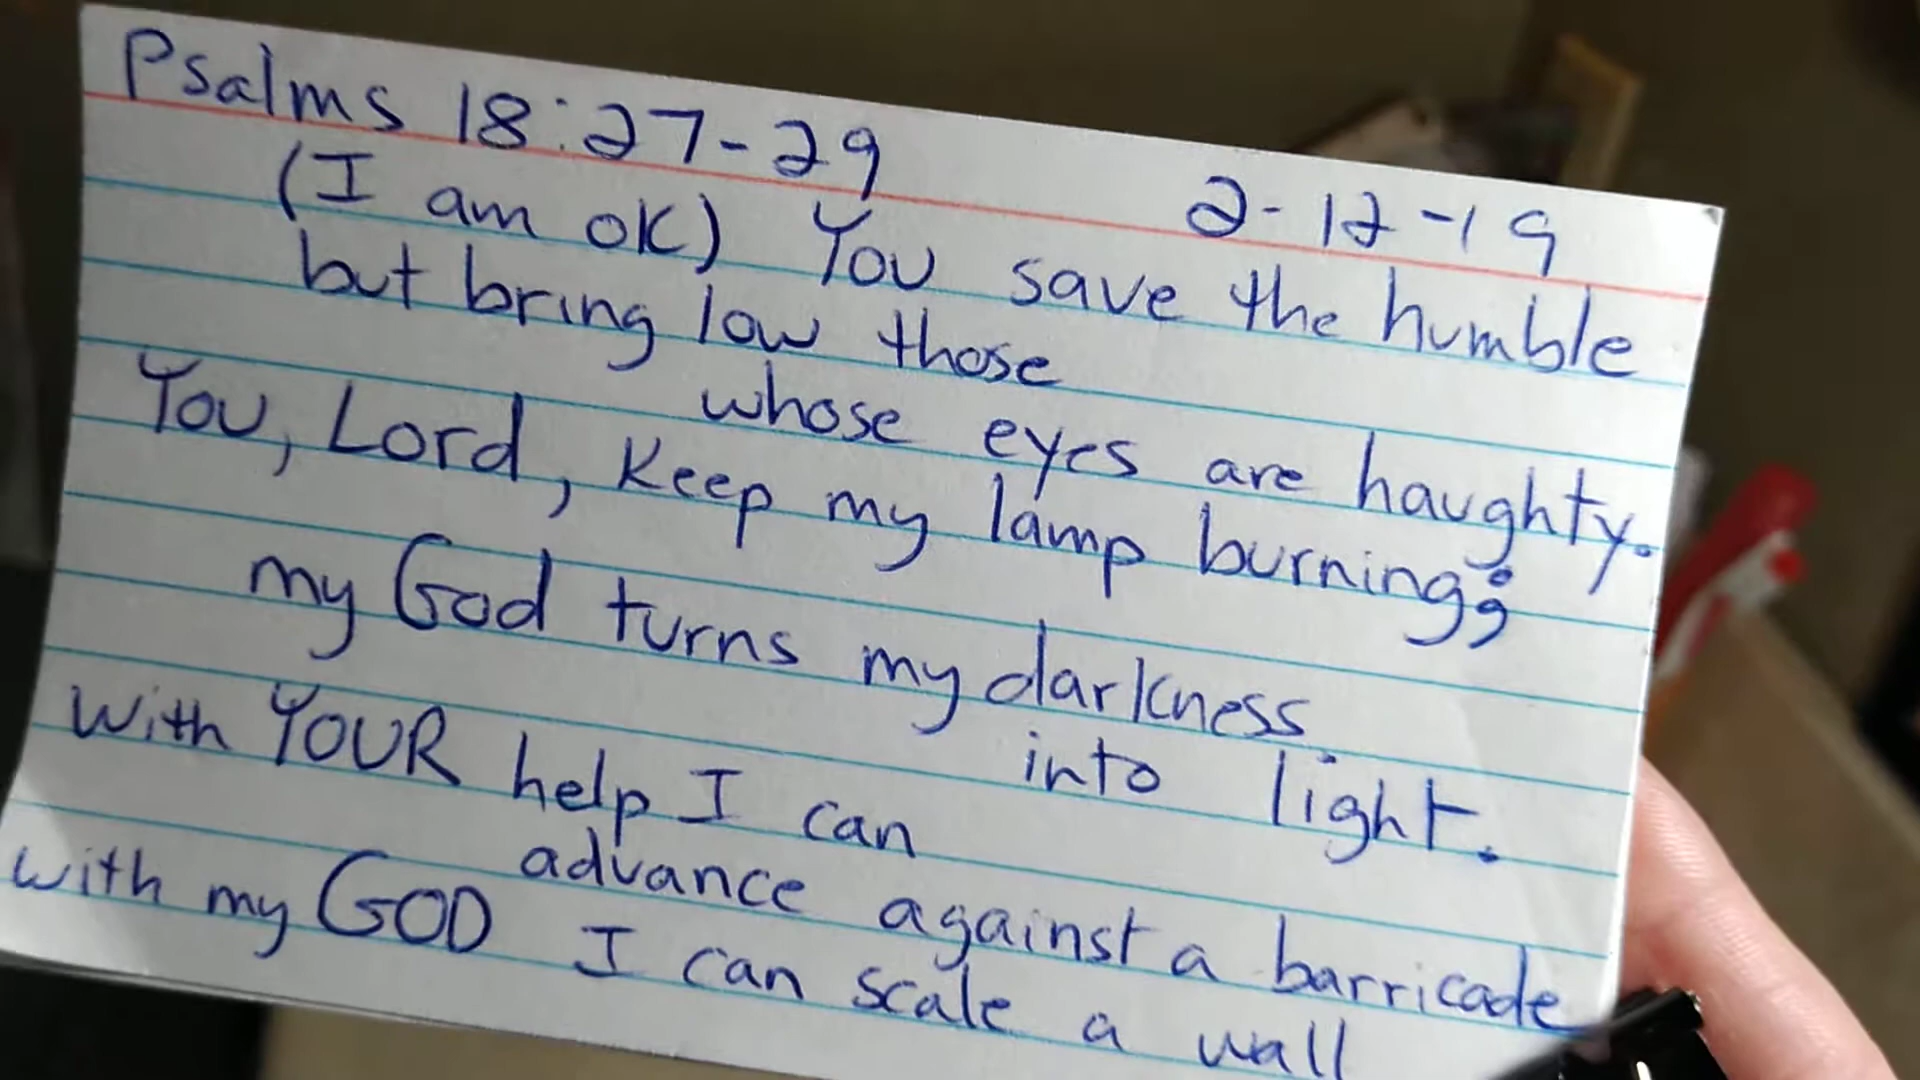 Psalms 18:27-29
2-12-19
(I am ok) You save the humble
but bring low those
whose eyes are haughty.
You, Lord, keep my lamp burning;
my God turns my darkness
into light.
With YOUR help I can
advance against a barricade
with my GOD I can scale a wall